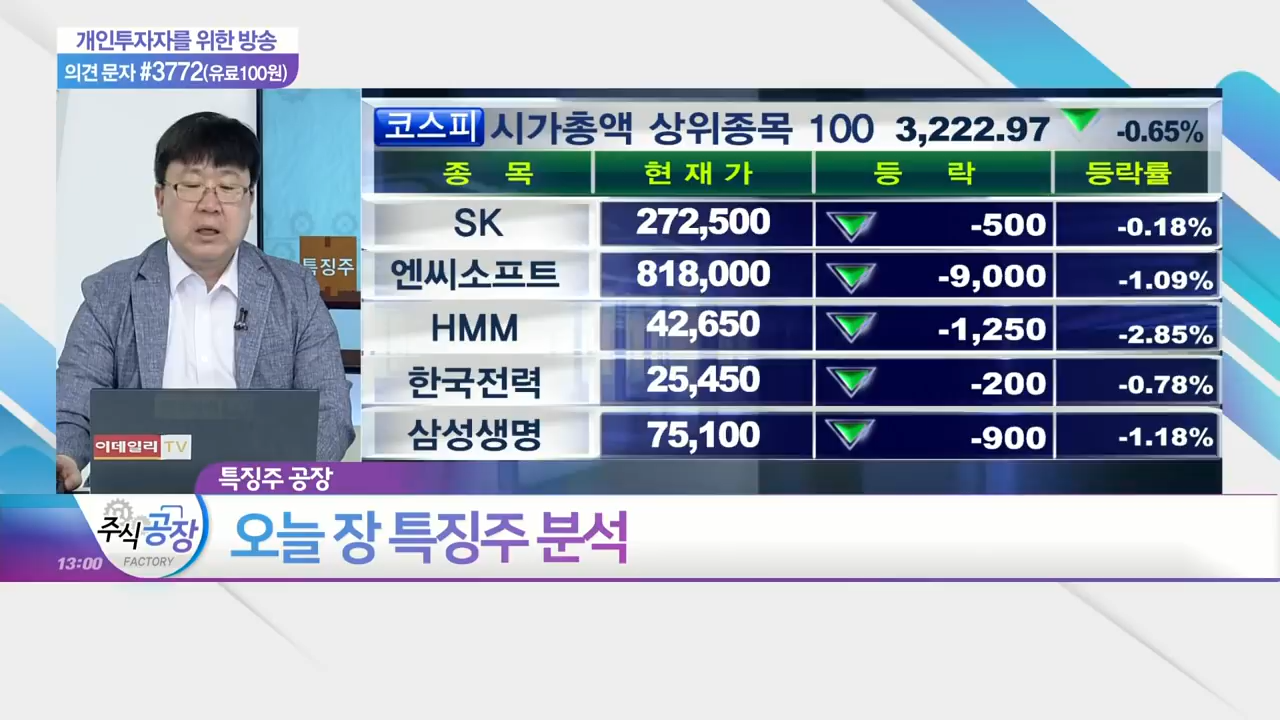 개인투자자를 위한 방송
의견 문자 #3772(유료100원)
코스피 시가총액 상위종목 100 3,222.97 -0.65%
종 목 현재가 등 락 등락률
SK 272,500 -500 -0.18%
엔씨소프트 818,000 -9,000 -1.09%
HMM 42,650 -1,250 -2.85%
한국전력 25,450 -200 -0.78%
삼성생명 75,100 -900 -1.18%
특징주
이데일리 TV
특징주 공장
주식공장
FACTORY
13:00
오늘 장 특징주 분석